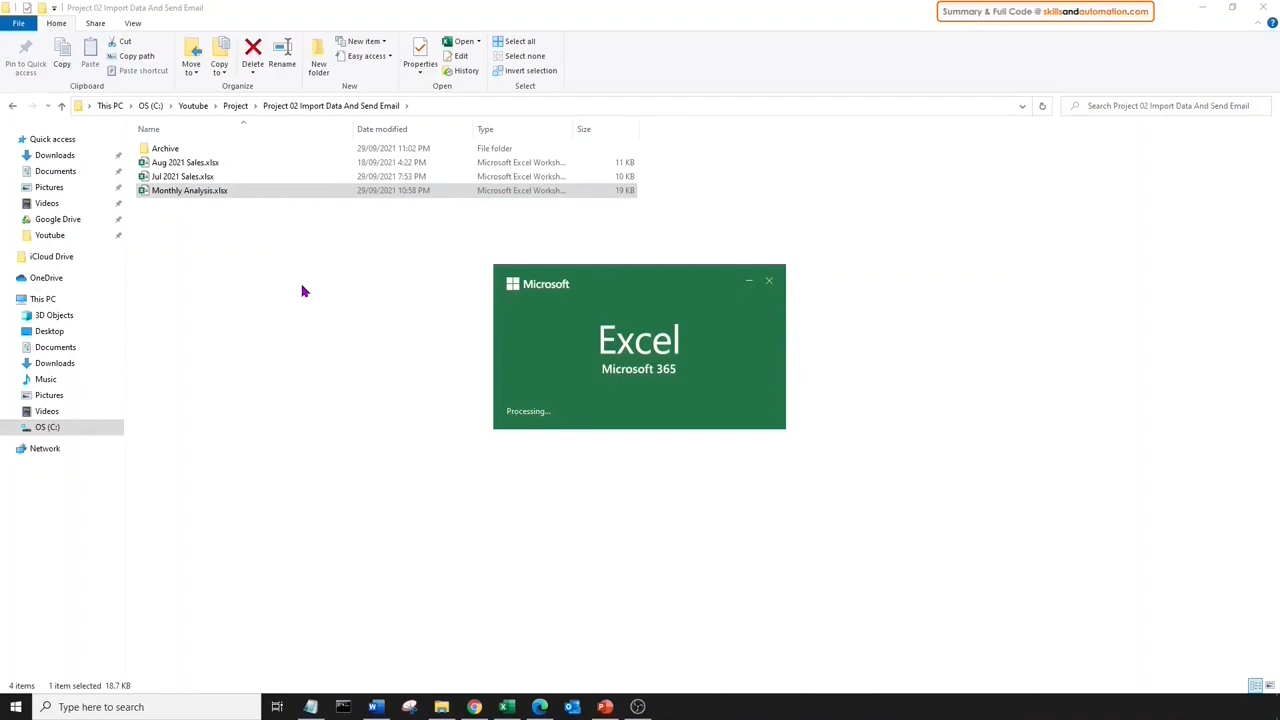 Project 02 Import Data And Send Email
Summary & Full Code @ skillsandautomation.com
File Home Share View
Pin to Quick access
Copy
Paste
Cut
Copy path
Paste shortcut
Clipboard
Move to
Copy to
Delete
Rename
Organize
New folder
New item
Easy access
New
Properties
Open
Edit
History
Open
Select all
Select none
Invert selection
Select
This PC > OS (C:) > Youtube > Project > Project 02 Import Data And Send Email >
Search Project 02 Import Data And Send Email
Name Date modified Type Size
Archive 29/09/2021 11:02 PM File folder
Aug 2021 Sales.xlsx 18/09/2021 4:22 PM Microsoft Excel Worksh... 11 KB
Jul 2021 Sales.xlsx 29/09/2021 7:53 PM Microsoft Excel Worksh... 10 KB
Monthly Analysis.xlsx 29/09/2021 10:58 PM Microsoft Excel Worksh... 19 KB
Quick access
Downloads
Documents
Pictures
Videos
Google Drive
Youtube
iCloud Drive
OneDrive
This PC
3D Objects
Desktop
Documents
Downloads
Music
Pictures
Videos
OS (C:)
Network
Microsoft
Excel
Microsoft 365
Processing...
4 items 1 item selected 18.7 KB
Type here to search